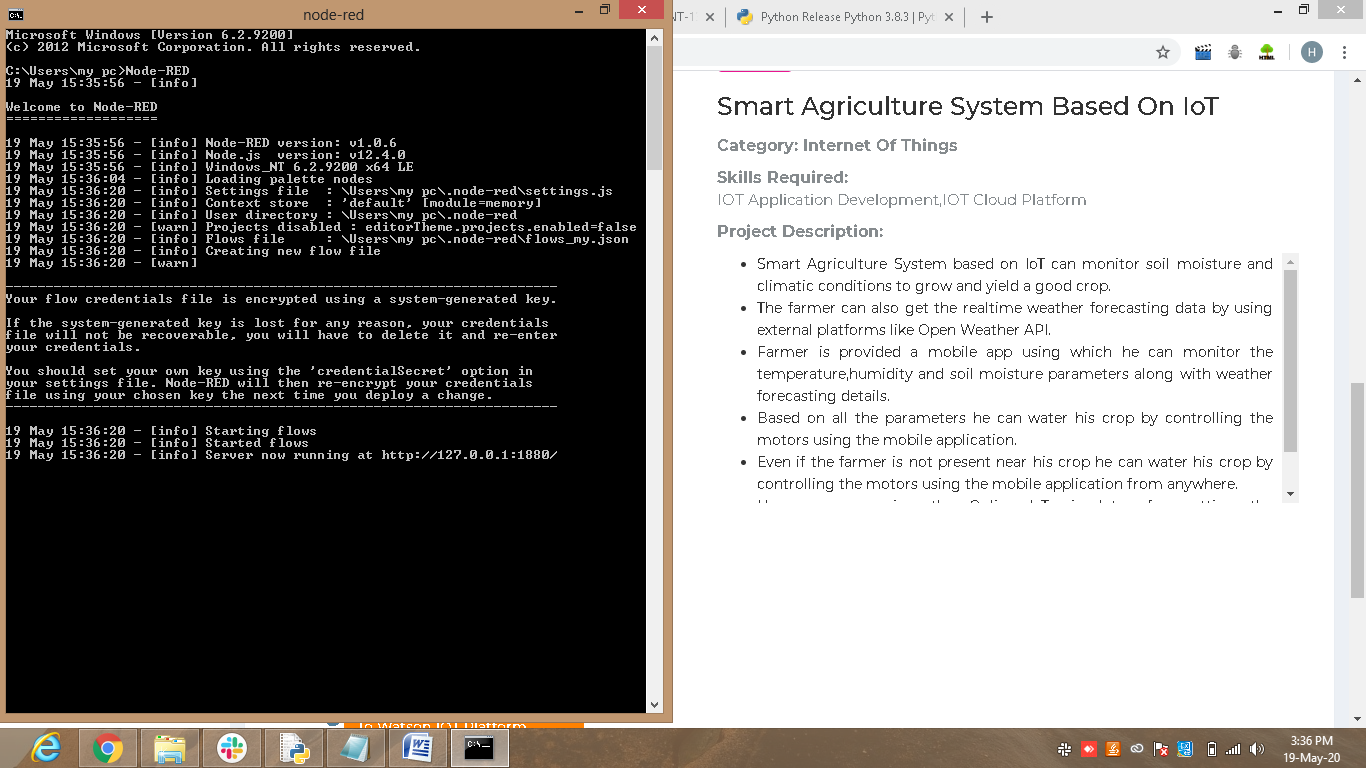 node-red
Microsoft Windows [Version 6.2.9200]
(c) 2012 Microsoft Corporation. All rights reserved.
C:\Users\my pc>Node-RED
19 May 15:35:56 - [info]
Welcome to Node-RED
===================
19 May 15:35:56 - [info] Node-RED version: v1.0.6
19 May 15:35:56 - [info] Node.js  version: v12.4.0
19 May 15:35:56 - [info] Windows_NT 6.2.9200 x64 LE
19 May 15:36:04 - [info] Loading palette nodes
19 May 15:36:20 - [info] Settings file  : \Users\my pc\.node-red\settings.js
19 May 15:36:20 - [info] Context store  : 'default' [module=memory]
19 May 15:36:20 - [info] User directory : \Users\my pc\.node-red
19 May 15:36:20 - [warn] Projects disabled : editorTheme.projects.enabled=false
19 May 15:36:20 - [info] Flows file     : \Users\my pc\.node-red\flows_my.json
19 May 15:36:20 - [info] Creating new flow file
19 May 15:36:20 - [warn]
---------------------------------------------------------------------
Your flow credentials file is encrypted using a system-generated key.
If the system-generated key is lost for any reason, your credentials
file will not be recoverable, you will have to delete it and re-enter
your credentials.
You should set your own key using the 'credentialSecret' option in
your settings file. Node-RED will then re-encrypt your credentials
file using your chosen key the next time you deploy a change.
---------------------------------------------------------------------
19 May 15:36:20 - [info] Starting flows
19 May 15:36:20 - [info] Started flows
19 May 15:36:20 - [info] Server now running at http://127.0.0.1:1880/
Python Release Python 3.8.3 | Pyt
H
Smart Agriculture System Based On IoT
Category: Internet Of Things
Skills Required:
IOT Application Development,IOT Cloud Platform
Project Description:
• Smart Agriculture System based on IoT can monitor soil moisture and
climatic conditions to grow and yield a good crop.
• The farmer can also get the realtime weather forecasting data by using
external platforms like Open Weather API.
• Farmer is provided a mobile app using which he can monitor the
temperature,humidity and soil moisture parameters along with weather
forecasting details.
• Based on all the parameters he can water his crop by controlling the
motors using the mobile application.
• Even if the farmer is not present near his crop he can water his crop by
controlling the motors using the mobile application from anywhere.
To Watson IOT Platform
3:36 PM
19-May-20